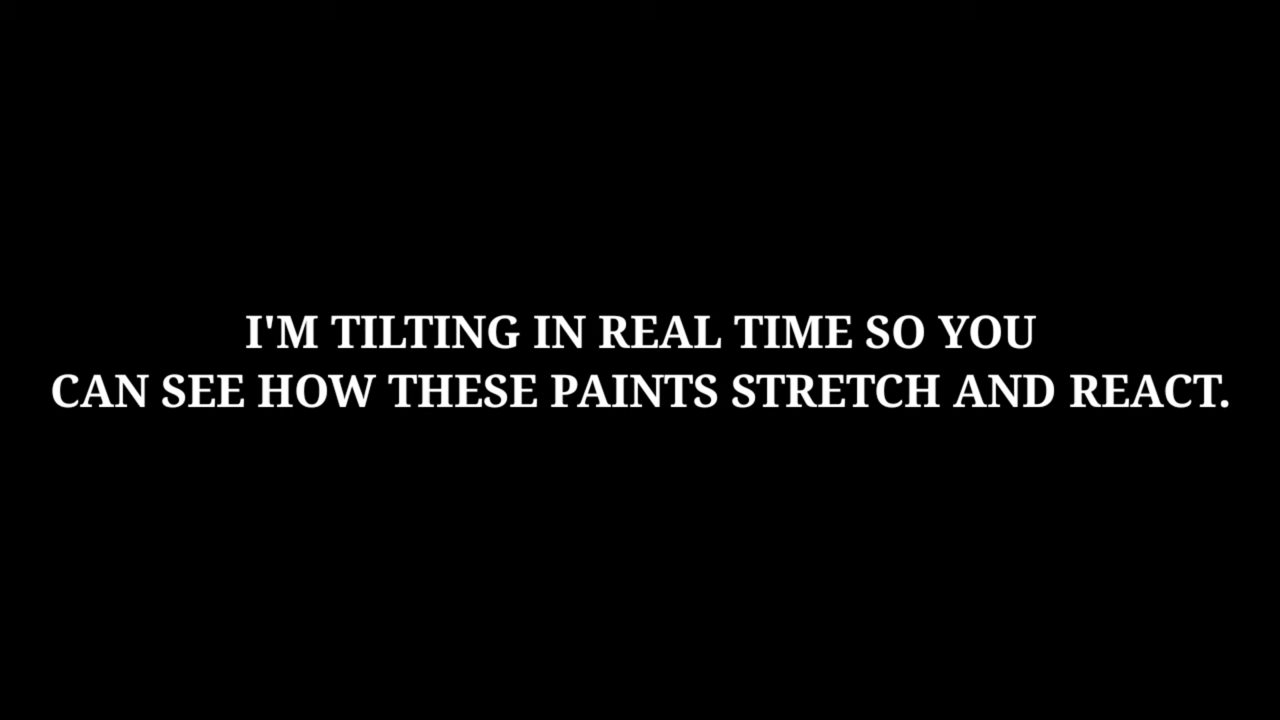 I'M TILTING IN REAL TIME SO YOU
CAN SEE HOW THESE PAINTS STRETCH AND REACT.